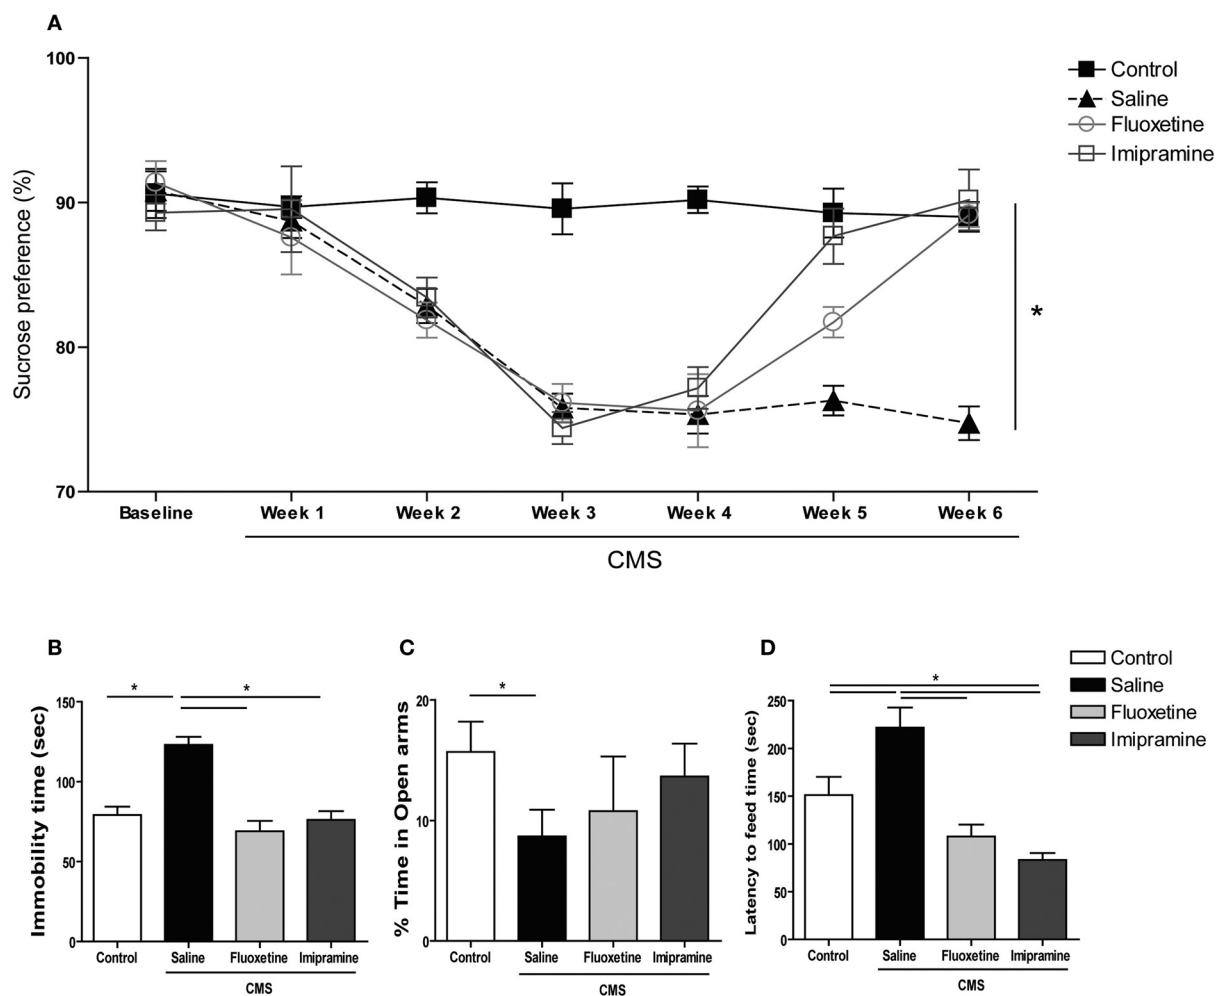 A
100
90
80
70
Sucrose preference (%)
Control
Saline
Fluoxetine
Imipramine
*
Baseline Week 1 Week 2 Week 3 Week 4 Week 5 Week 6
CMS
B
Immobility time (sec)
150
100
50
0
* *
Control Saline Fluoxetine Imipramine
CMS
C
% Time in Open arms
20
10
0
*
Control Saline Fluoxetine Imipramine
CMS
D
Latency to feed time (sec)
250
200
150
100
50
0
*
Control Saline Fluoxetine Imipramine
CMS
Control
Saline
Fluoxetine
Imipramine